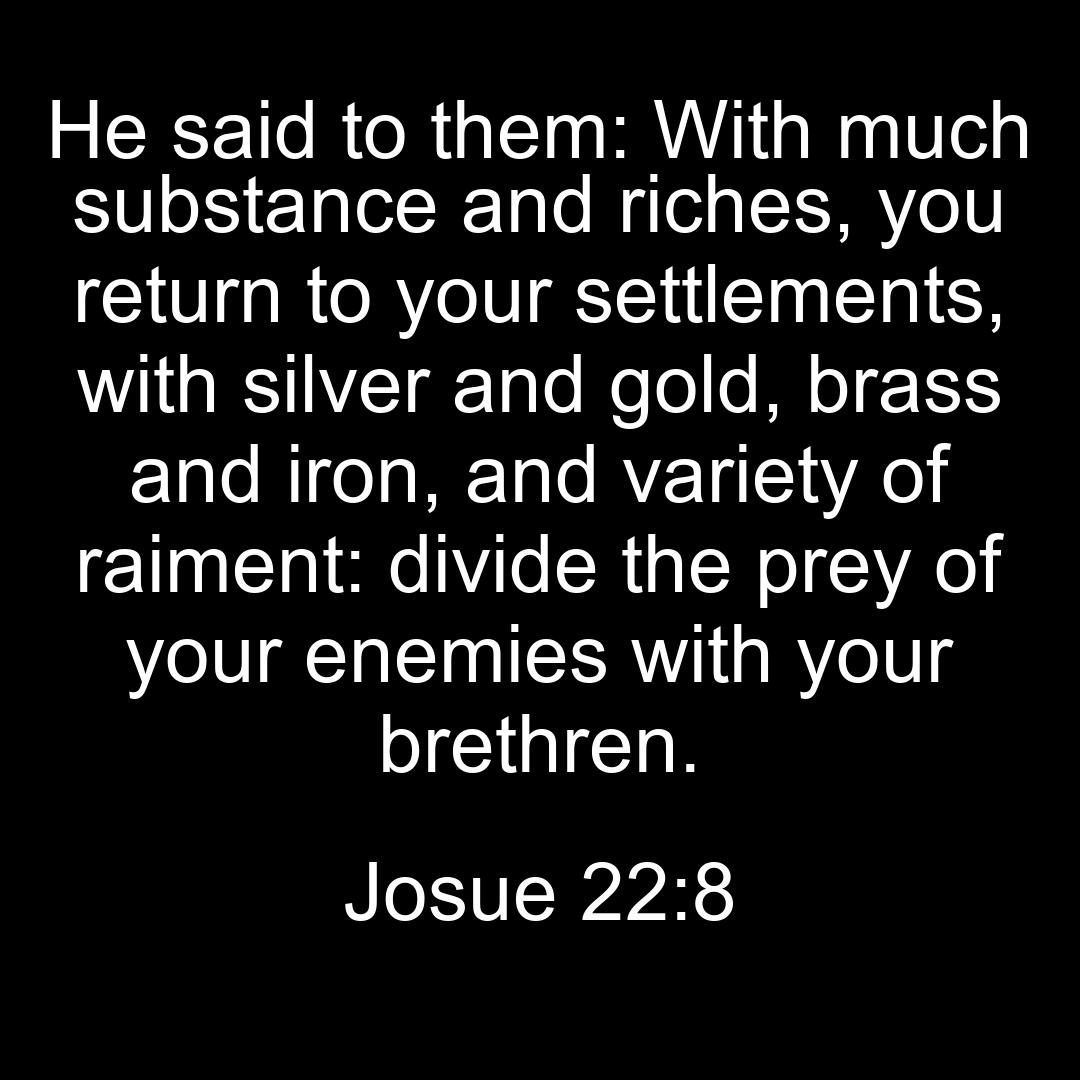 He said to them: With much
substance and riches, you
return to your settlements,
with silver and gold, brass
and iron, and variety of
raiment: divide the prey of
your enemies with your
brethren.
Josue 22:8